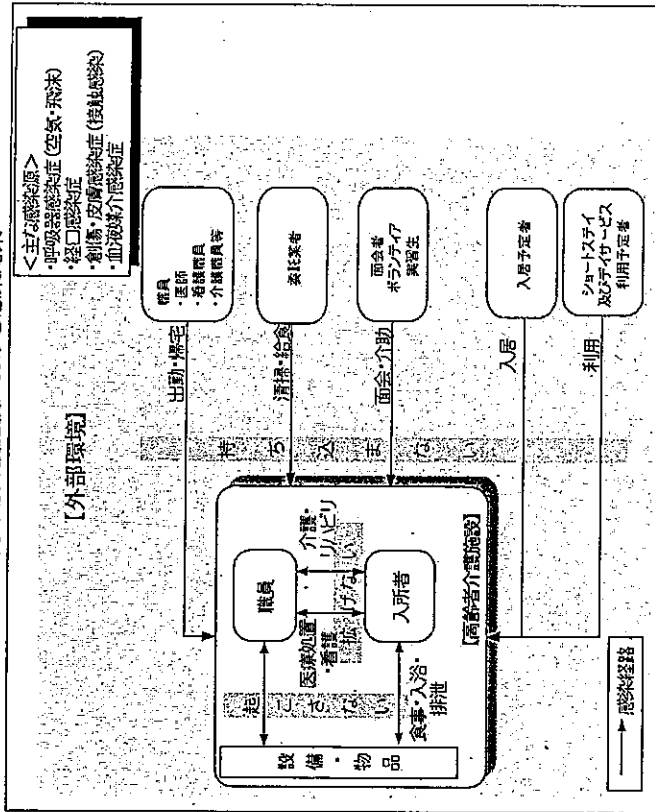 <主な感染源>
・呼吸器感染症(空気・飛沫)
・経口感染症
・創傷・皮膚感染症(接触感染)
・血液媒介感染症
【外部環境】
職員
・医師
・看護職員
・介護職員等
出勤・帰宅
委託業者
清掃・給食
面会者
ボランティア
実習生
面会・介助
入居予定者
入居
ショートステイ
及びデイサービス
利用予定者
利用
持ち込まない
【高齢者介護施設】
職員
介護・
リハビリ
医療処置
・看護
拡げない
入所者
起こさない
食事・入浴・
排泄
設備・物品
感染経路